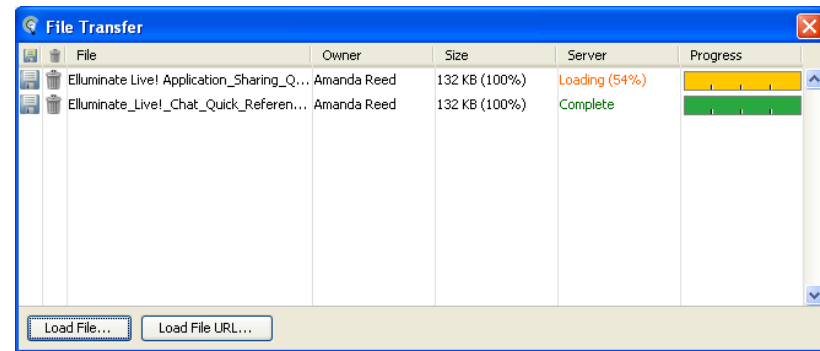 File Transfer
File Owner Size Server Progress
Elluminate Live! Application_Sharing_Q... Amanda Reed 132 KB (100%) Loading (54%)
Elluminate_Live!_Chat_Quick_Referen... Amanda Reed 132 KB (100%) Complete
Load File... Load File URL...